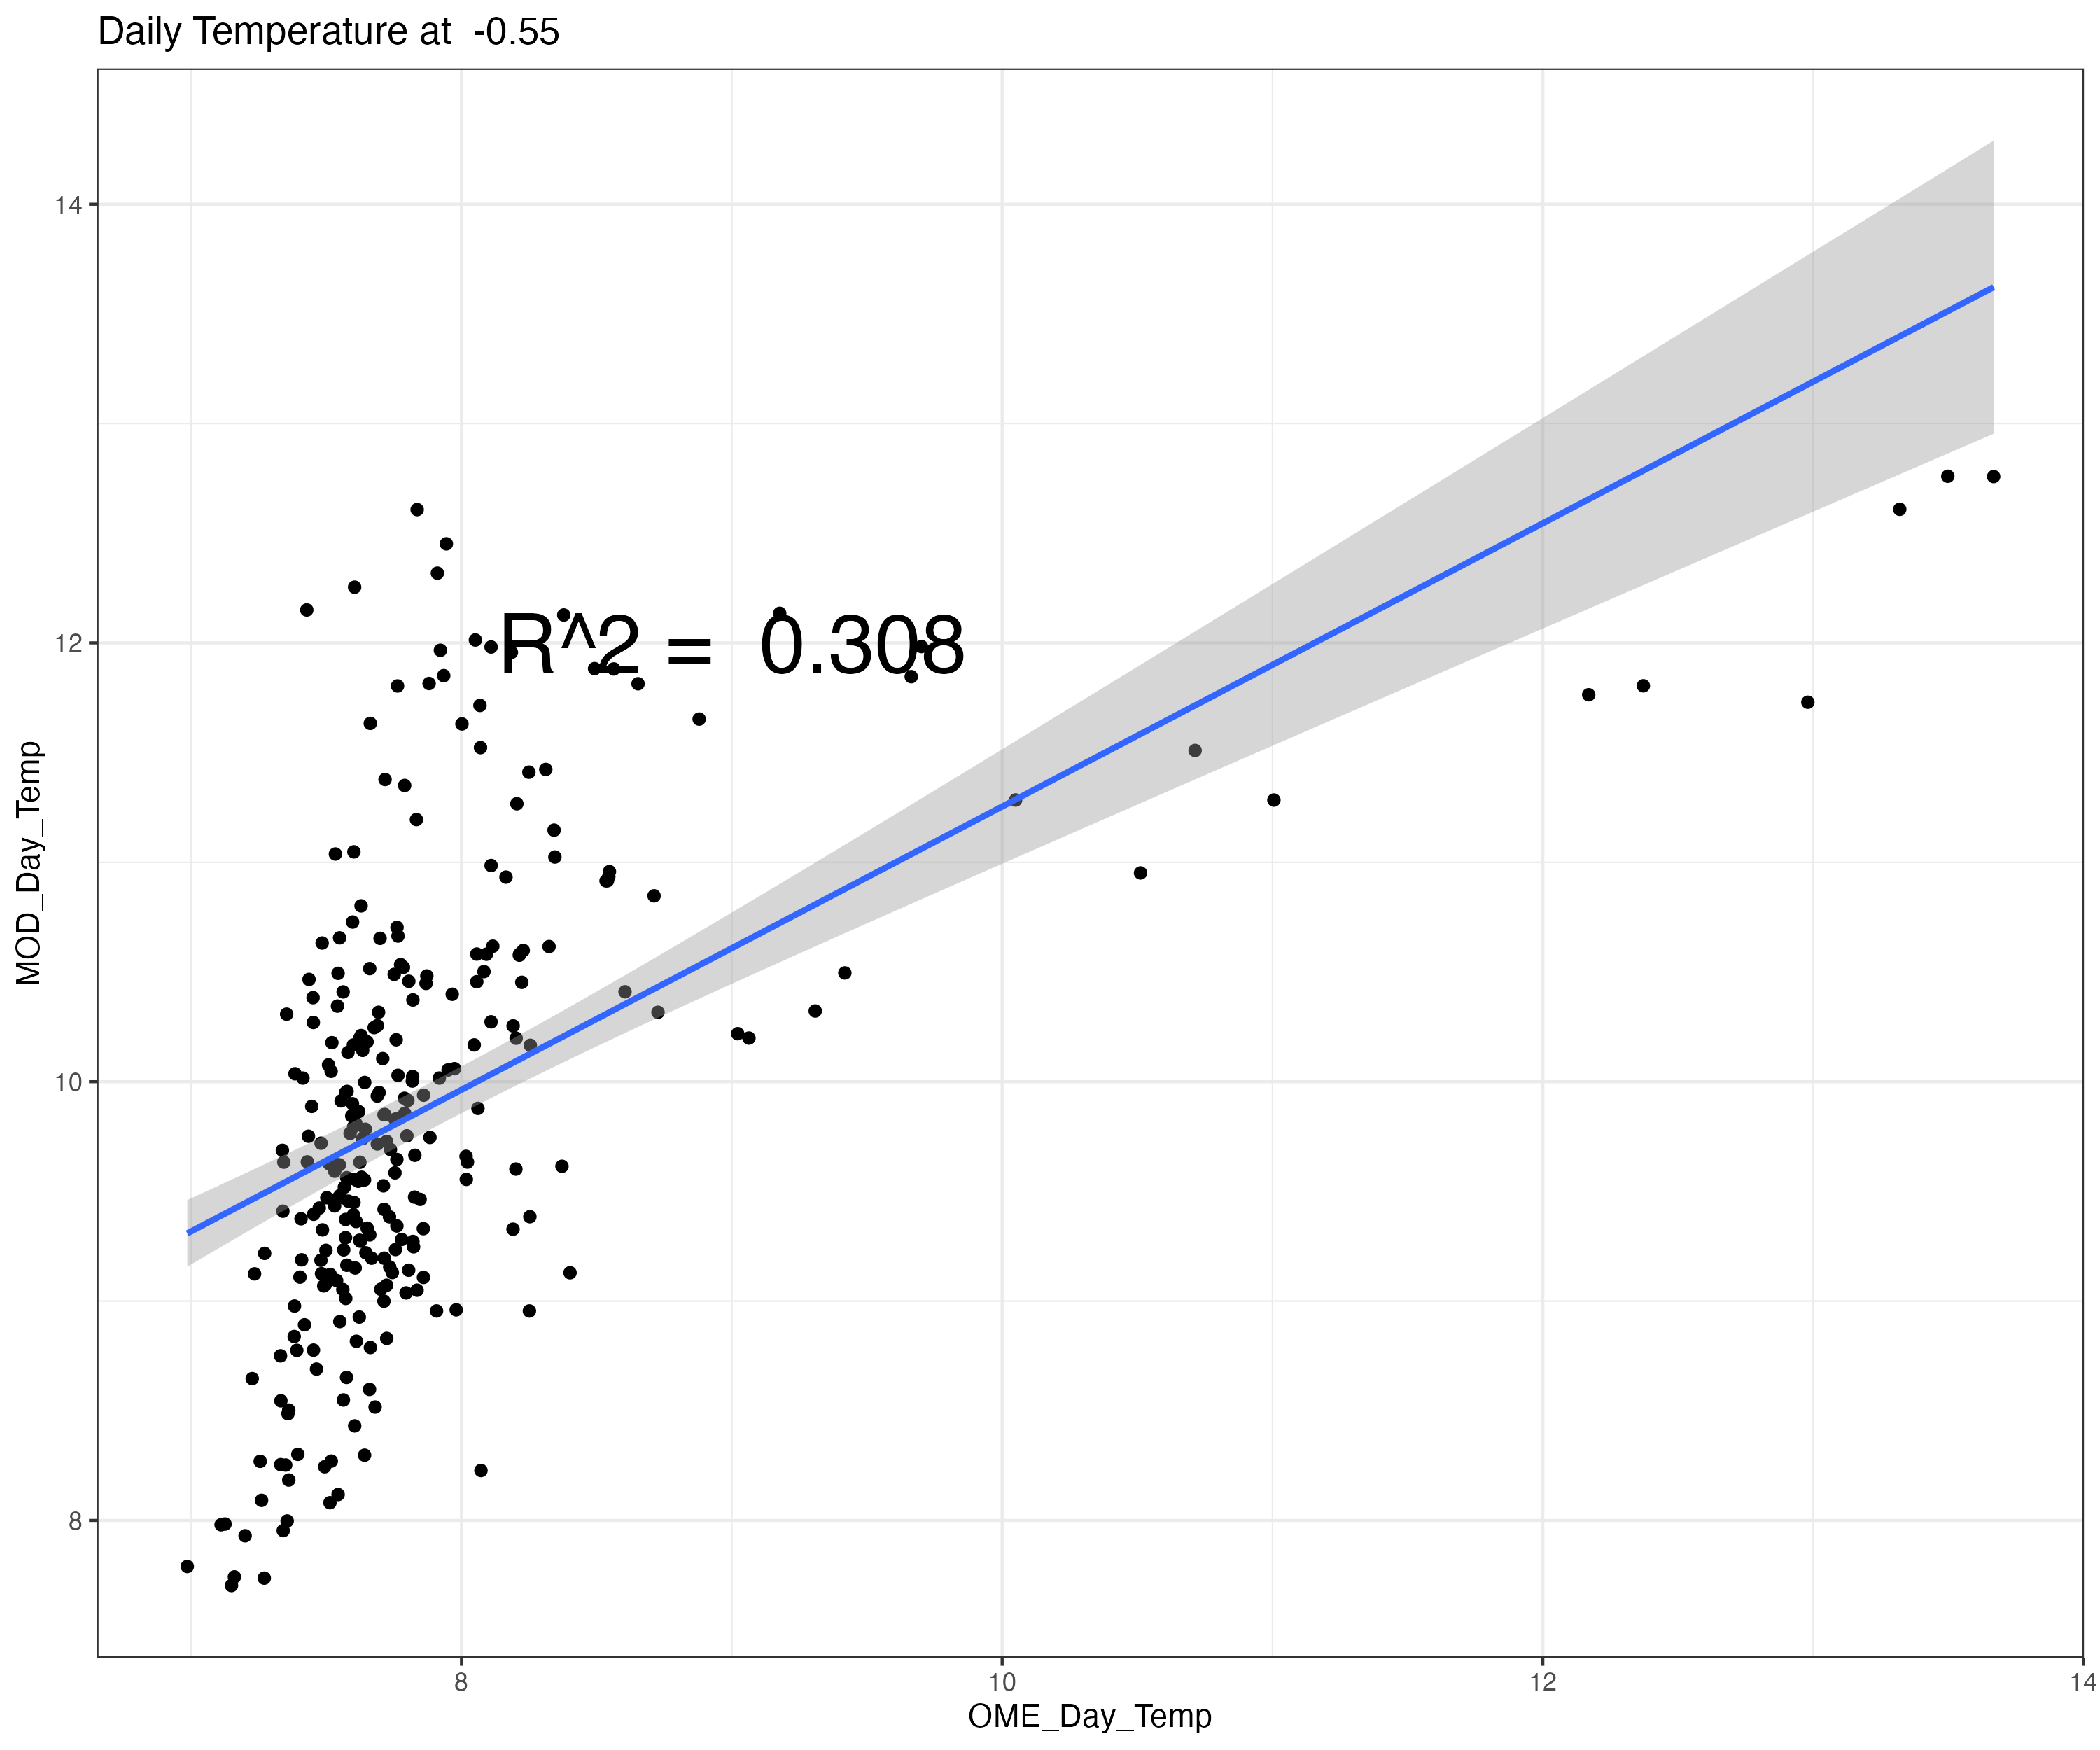 Daily Temperature at  -0.55
14
12
10
8
MOD_Day_Temp
R^2 =  0.308
8
10
12
14
OME_Day_Temp